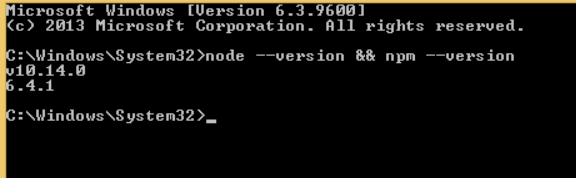 Microsoft Windows [Version 6.3.9600]
(c) 2013 Microsoft Corporation. All rights reserved.
C:\Windows\System32>node --version && npm --version
v10.14.0
6.4.1
C:\Windows\System32>_